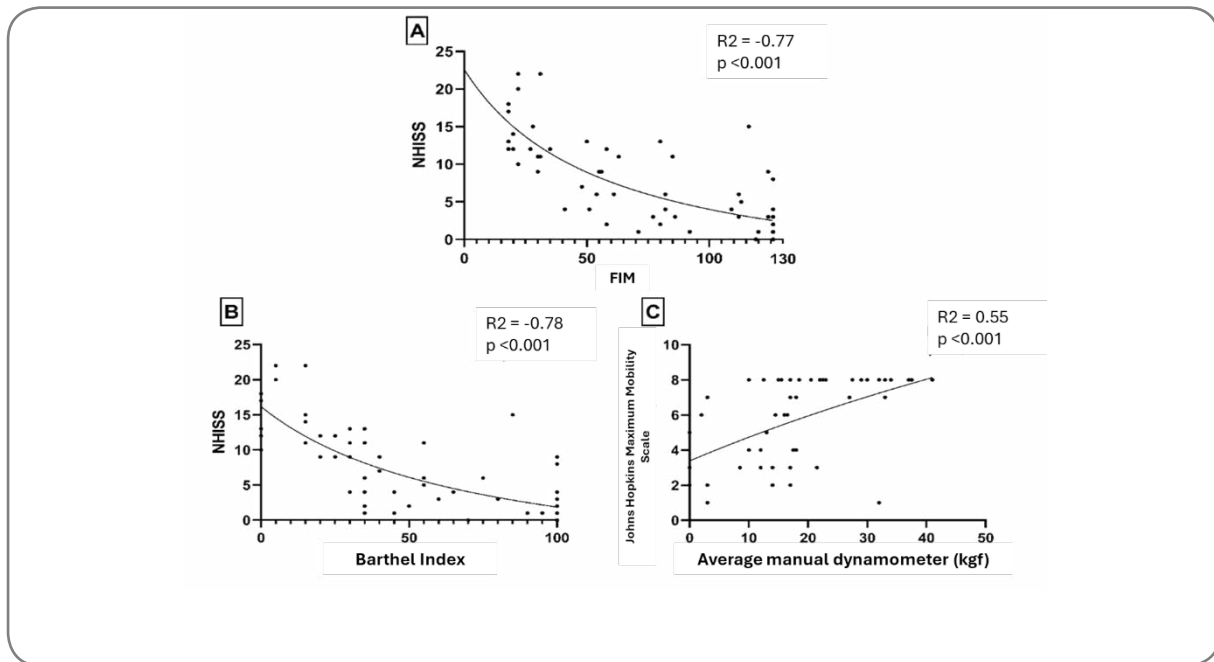 A
R2 = -0.77
p <0.001
25
20
15
10
5
0
NHISS
0 50 100 130
FIM
B
R2 = -0.78
p <0.001
25
20
15
10
5
0
NHISS
0 50 100
Barthel Index
C
R2 = 0.55
p <0.001
10
8
6
4
2
0
Johns Hopkins Maximum Mobility
Scale
0 10 20 30 40 50
Average manual dynamometer (kgf)